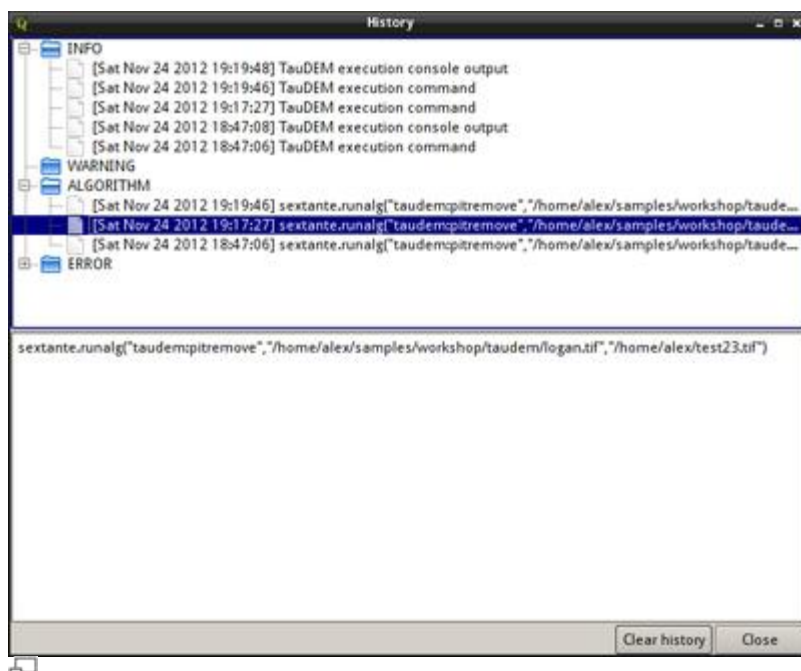 History
INFO
[Sat Nov 24 2012 19:19:48] TauDEM execution console output
[Sat Nov 24 2012 19:19:46] TauDEM execution command
[Sat Nov 24 2012 19:17:27] TauDEM execution command
[Sat Nov 24 2012 18:47:08] TauDEM execution console output
[Sat Nov 24 2012 18:47:06] TauDEM execution command
WARNING
ALGORITHM
[Sat Nov 24 2012 19:19:46] sextante.runalg("taudem:pitremove","/home/alex/samples/workshop/taude...
[Sat Nov 24 2012 19:17:27] sextante.runalg("taudem:pitremove","/home/alex/samples/workshop/taude...
[Sat Nov 24 2012 18:47:06] sextante.runalg("taudem:pitremove","/home/alex/samples/workshop/taude...
ERROR
sextante.runalg("taudem:pitremove","/home/alex/samples/workshop/taudem/logan.tif","/home/alex/test23.tif")
Clear history Close